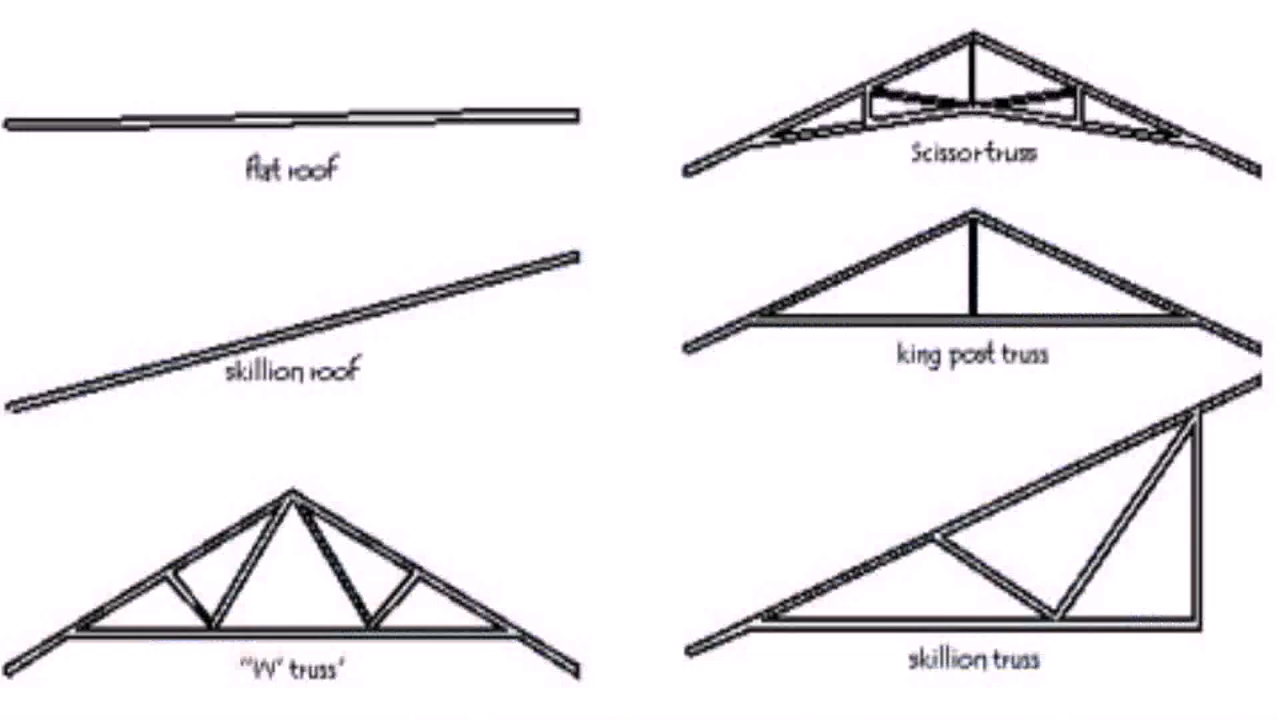 flat roof
Scissor truss
skillion roof
king post truss
"W' truss'
skillion truss